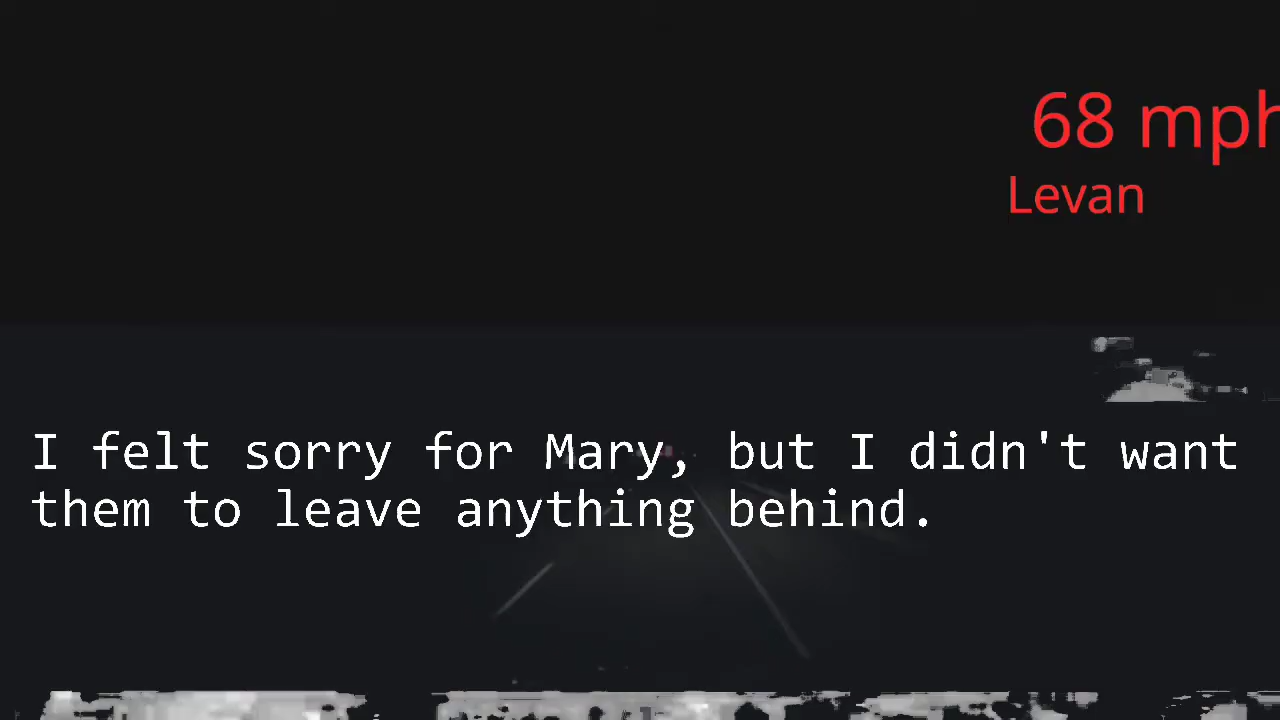 68 mph
Levan
I felt sorry for Mary, but I didn't want
them to leave anything behind.